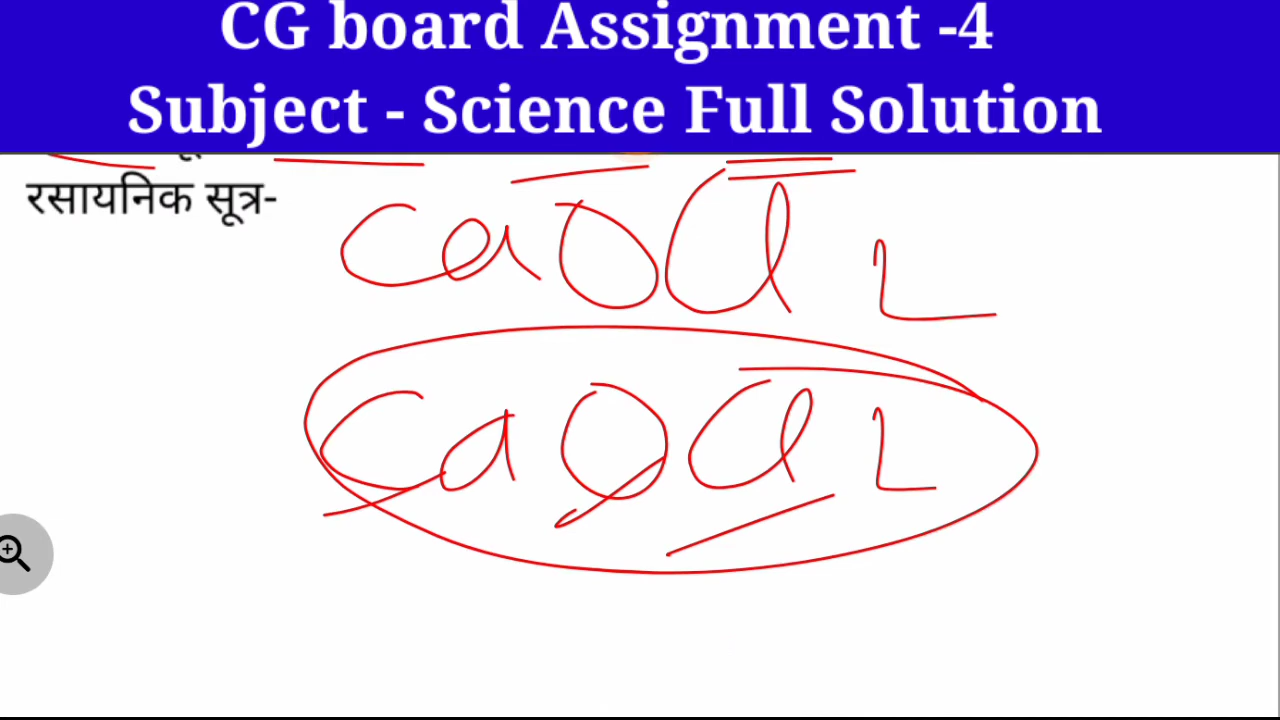 CG board Assignment -4
Subject - Science Full Solution
रसायनिक सूत्र-
CaOCl2
CaOCl2